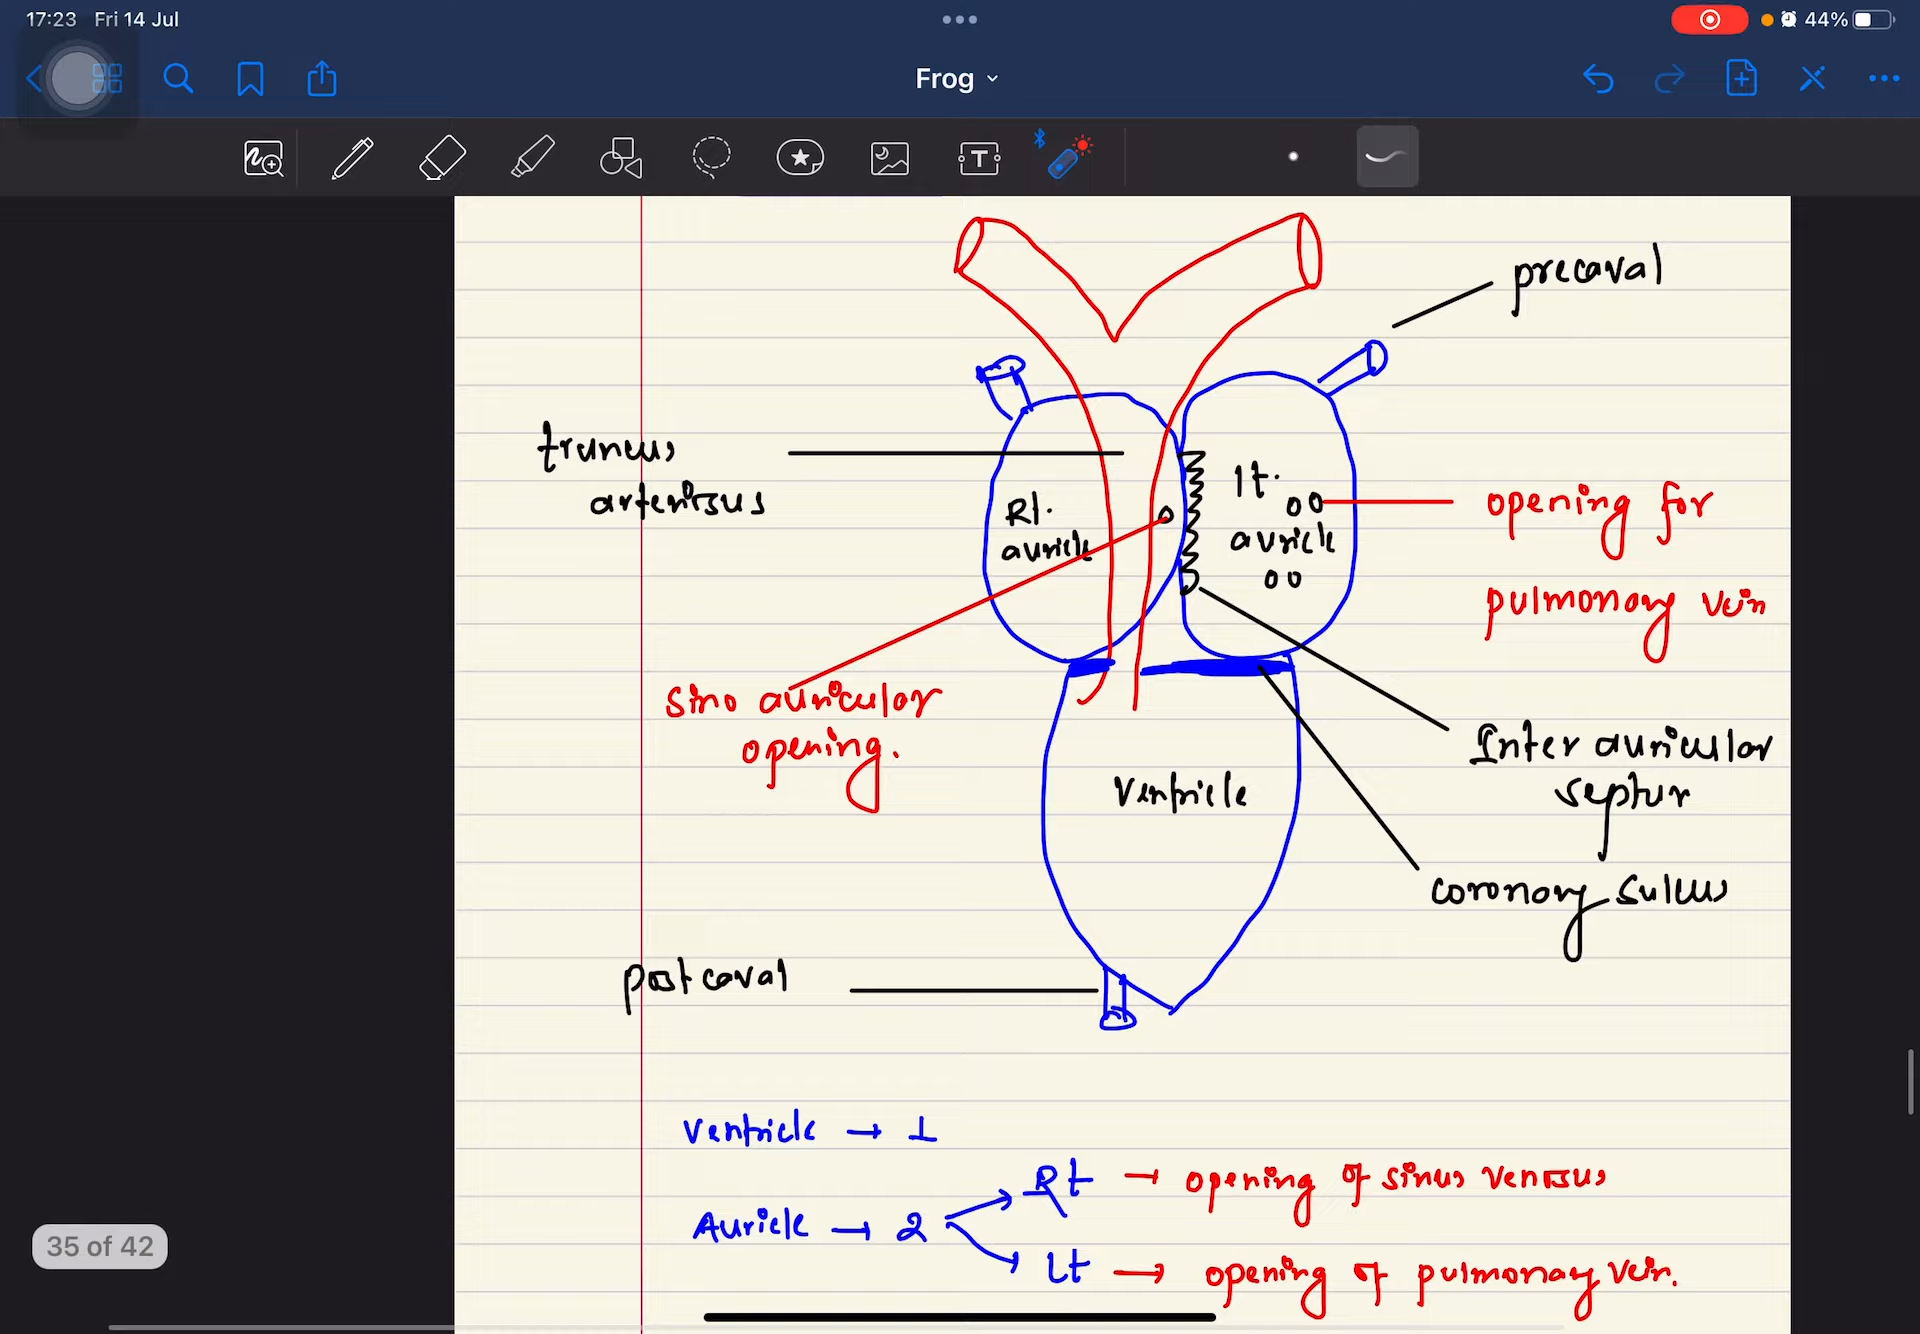 17:23 Fri 14 Jul
44%
Frog
T
precaval
truncus
arteriosus
Rt.
auricle
lt.
auricle
opening for
pulmonary vein
Sino auricular
opening.
Ventricle
Inter auricular
septum
coronary sulcus
post caval
Ventricle → 1
Rt → opening of sinus venosus
Auricle → 2
Lt → opening of pulmonary vein.
35 of 42